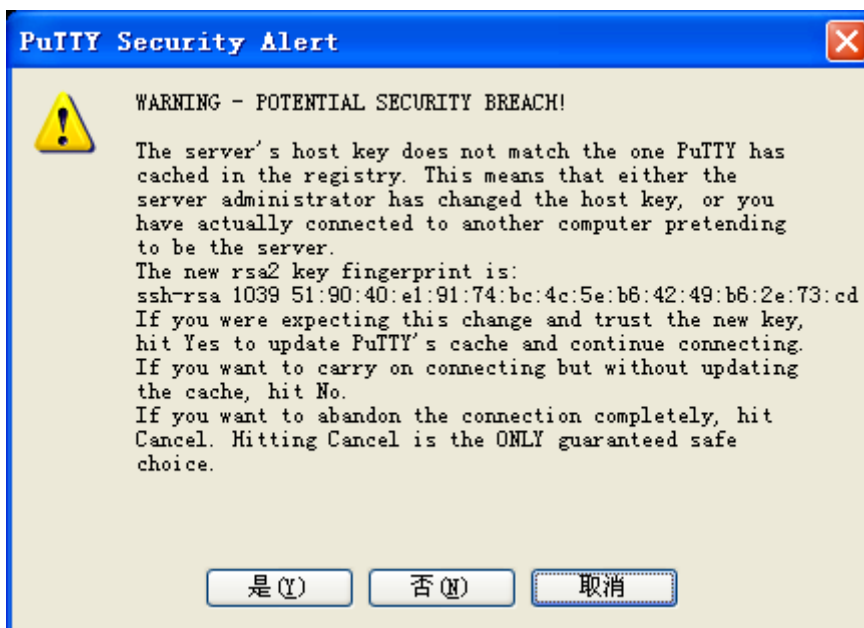 PuTTY Security Alert
WARNING - POTENTIAL SECURITY BREACH!
The server's host key does not match the one PuTTY has
cached in the registry. This means that either the
server administrator has changed the host key, or you
have actually connected to another computer pretending
to be the server.
The new rsa2 key fingerprint is:
ssh-rsa 1039 51:90:40:e1:91:74:bc:4c:5e:b6:42:49:b6:2e:73:cd
If you were expecting this change and trust the new key,
hit Yes to update PuTTY's cache and continue connecting.
If you want to carry on connecting but without updating
the cache, hit No.
If you want to abandon the connection completely, hit
Cancel. Hitting Cancel is the ONLY guaranteed safe
choice.
是(Y) 否(N) 取消